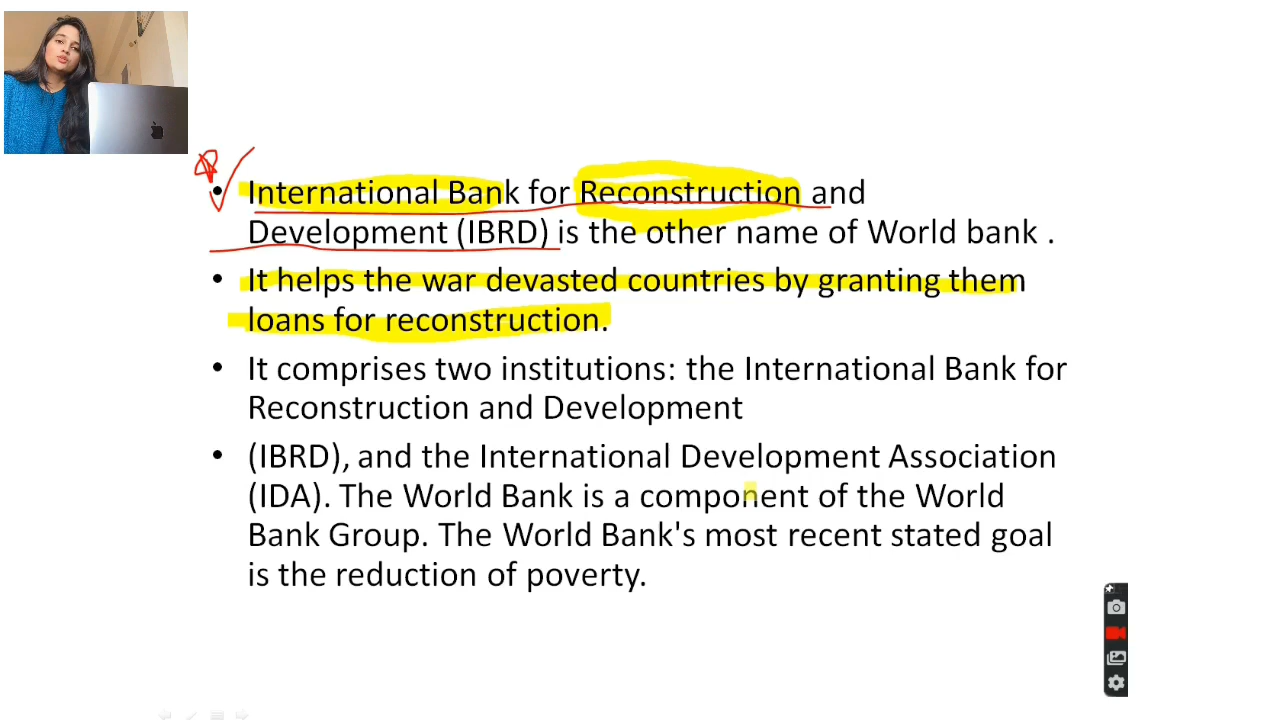 • International Bank for Reconstruction and
Development (IBRD) is the other name of World bank .
• It helps the war devasted countries by granting them
loans for reconstruction.
• It comprises two institutions: the International Bank for
Reconstruction and Development
• (IBRD), and the International Development Association
(IDA). The World Bank is a component of the World
Bank Group. The World Bank's most recent stated goal
is the reduction of poverty.